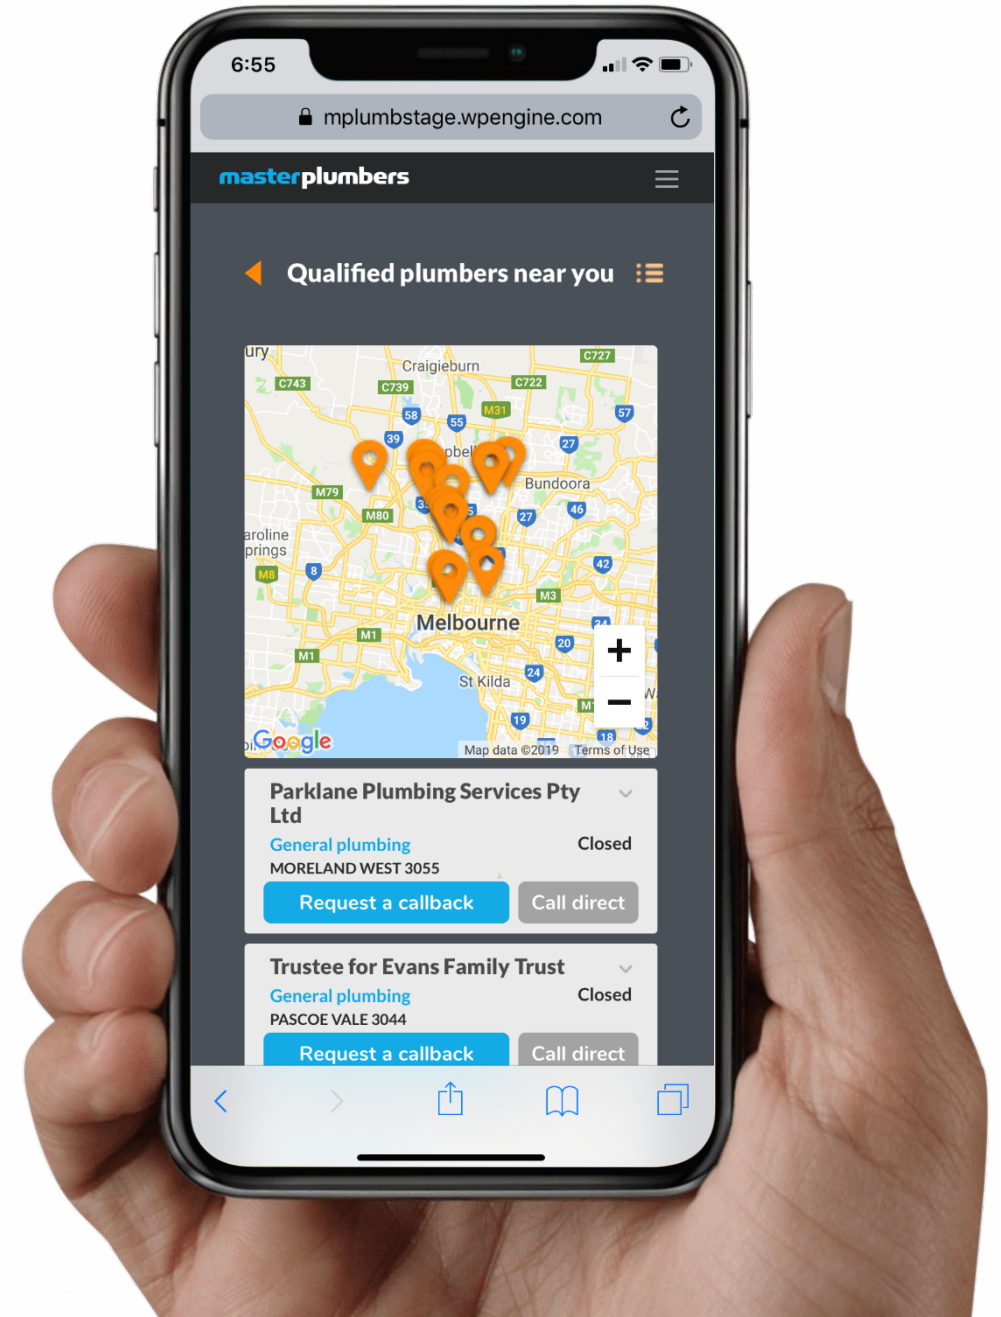 6:55
mplumbstage.wpengine.com
masterplumbers
Qualified plumbers near you
ury
Craigieburn
C727
C743
C739
C722
M31
58
55
57
39
27
pbel
Bundoora
M79
M80
27
46
aroline
prings
M8
8
42
M3
Melbourne
M1
20
M1
St Kilda
24
19
18
Google
Map data ©2019 Terms of Use
Parklane Plumbing Services Pty
Ltd
General plumbing Closed
MORELAND WEST 3055
Request a callback Call direct
Trustee for Evans Family Trust
General plumbing Closed
PASCOE VALE 3044
Request a callback Call direct